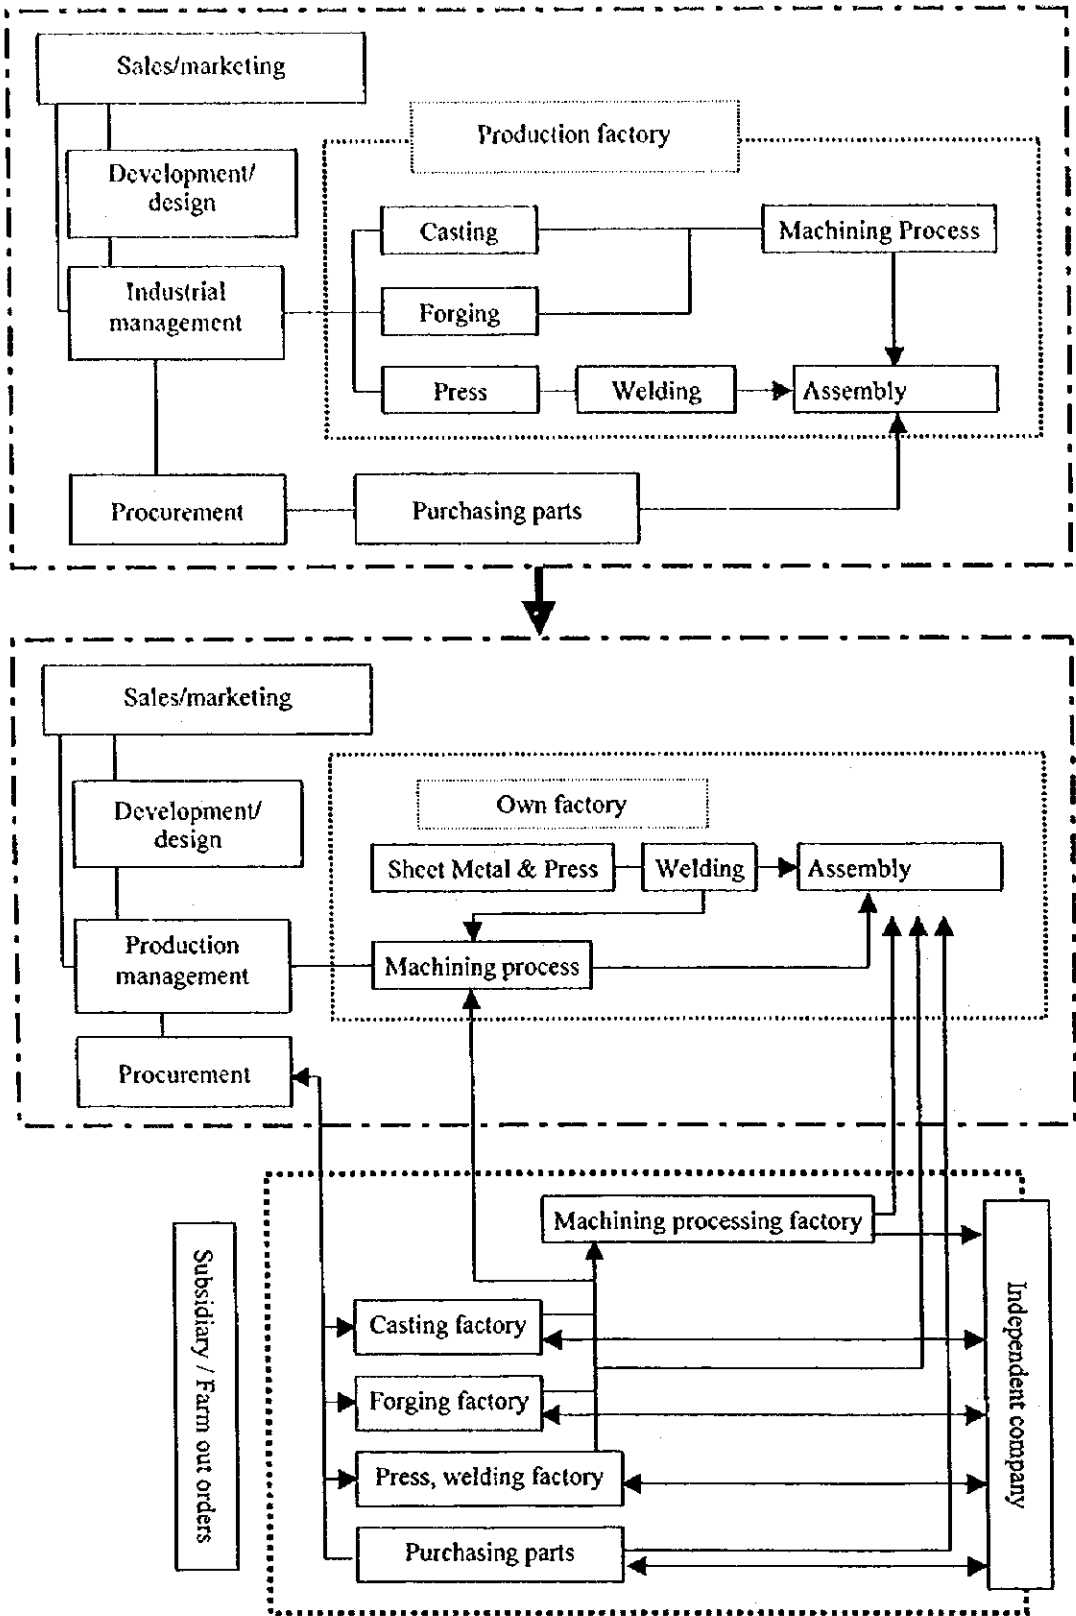 Sales/marketing
Production factory
Development/
design
Casting
Machining Process
Industrial
management
Forging
Press
Welding
Assembly
Procurement
Purchasing parts
Sales/marketing
Own factory
Development/
design
Sheet Metal & Press
Welding
Assembly
Production
management
Machining process
Procurement
Machining processing factory
Subsidiary / Farm out orders
Independent company
Casting factory
Forging factory
Press, welding factory
Purchasing parts